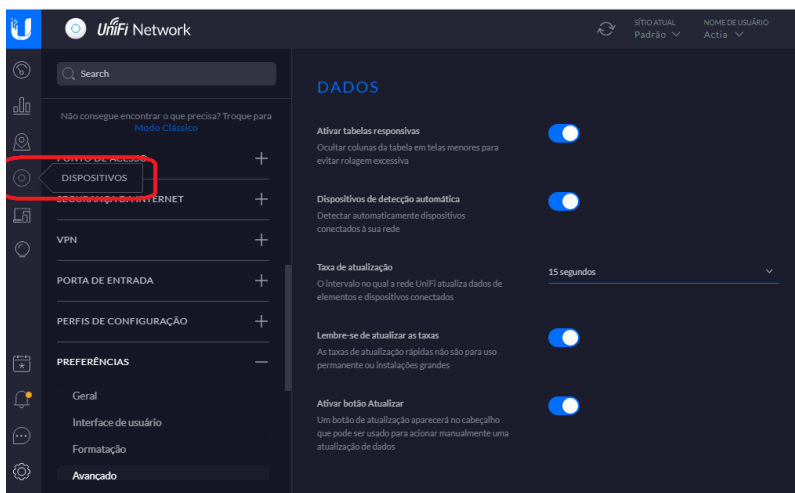 UniFi Network
SÍTIO ATUAL
Padrão
NOME DE USUÁRIO
Actia
Search
Não consegue encontrar o que precisa? Troque para
Modo Clássico
PONTO DE ACESSO
DISPOSITIVOS
SEGURANÇA DA INTERNET
VPN
PORTA DE ENTRADA
PERFIS DE CONFIGURAÇÃO
PREFERÊNCIAS
Geral
Interface de usuário
Formatação
Avançado
DADOS
Ativar tabelas responsivas
Ocultar colunas da tabela em telas menores para
evitar rolagem excessiva
Dispositivos de detecção automática
Detectar automaticamente dispositivos
conectados à sua rede
Taxa de atualização
O intervalo no qual a rede UniFi atualiza dados de
elementos e dispositivos conectados
15 segundos
Lembre-se de atualizar as taxas
As taxas de atualização rápidas não são para uso
permanente ou instalações grandes
Ativar botão Atualizar
Um botão de atualização aparecerá no cabeçalho
que pode ser usado para acionar manualmente uma
atualização de dados